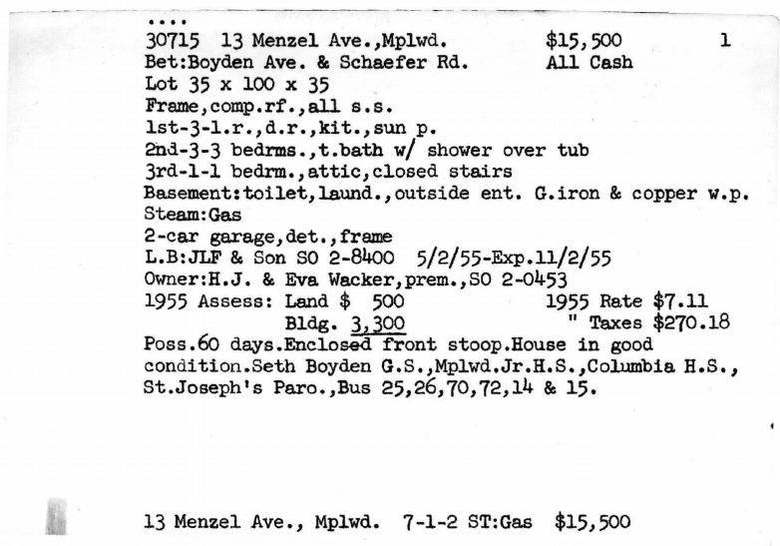 ....
30715 13 Menzel Ave.,Mplwd. $15,500 1
Bet:Boyden Ave. & Schaefer Rd. All Cash
Lot 35 x 100 x 35
Frame,comp.rf.,all s.s.
1st-3-l.r.,d.r.,kit.,sun p.
2nd-3-3 bedrms.,t.bath w/ shower over tub
3rd-1-1 bedrm.,attic,closed stairs
Basement:toilet,laund.,outside ent. G.iron & copper w.p.
Steam:Gas
2-car garage,det.,frame
L.B:JLF & Son SO 2-8400 5/2/55-Exp.11/2/55
Owner:H.J. & Eva Wacker,prem.,SO 2-0453
1955 Assess: Land $ 500 1955 Rate $7.11
Bldg. 3,300 " Taxes $270.18
Poss.60 days.Enclosed front stoop.House in good
condition.Seth Boyden G.S.,Mplwd.Jr.H.S.,Columbia H.S.,
St.Joseph's Paro.,Bus 25,26,70,72,14 & 15.
13 Menzel Ave., Mplwd. 7-1-2 ST:Gas $15,500